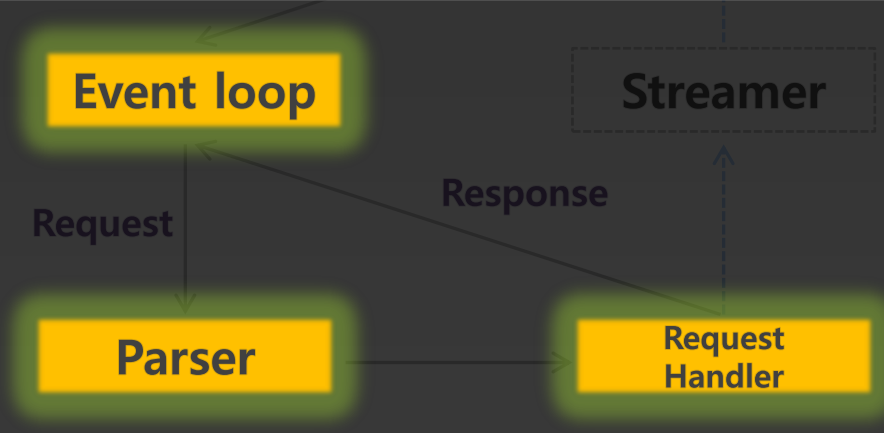 Event loop
Streamer
Response
Request
Parser
Request
Handler